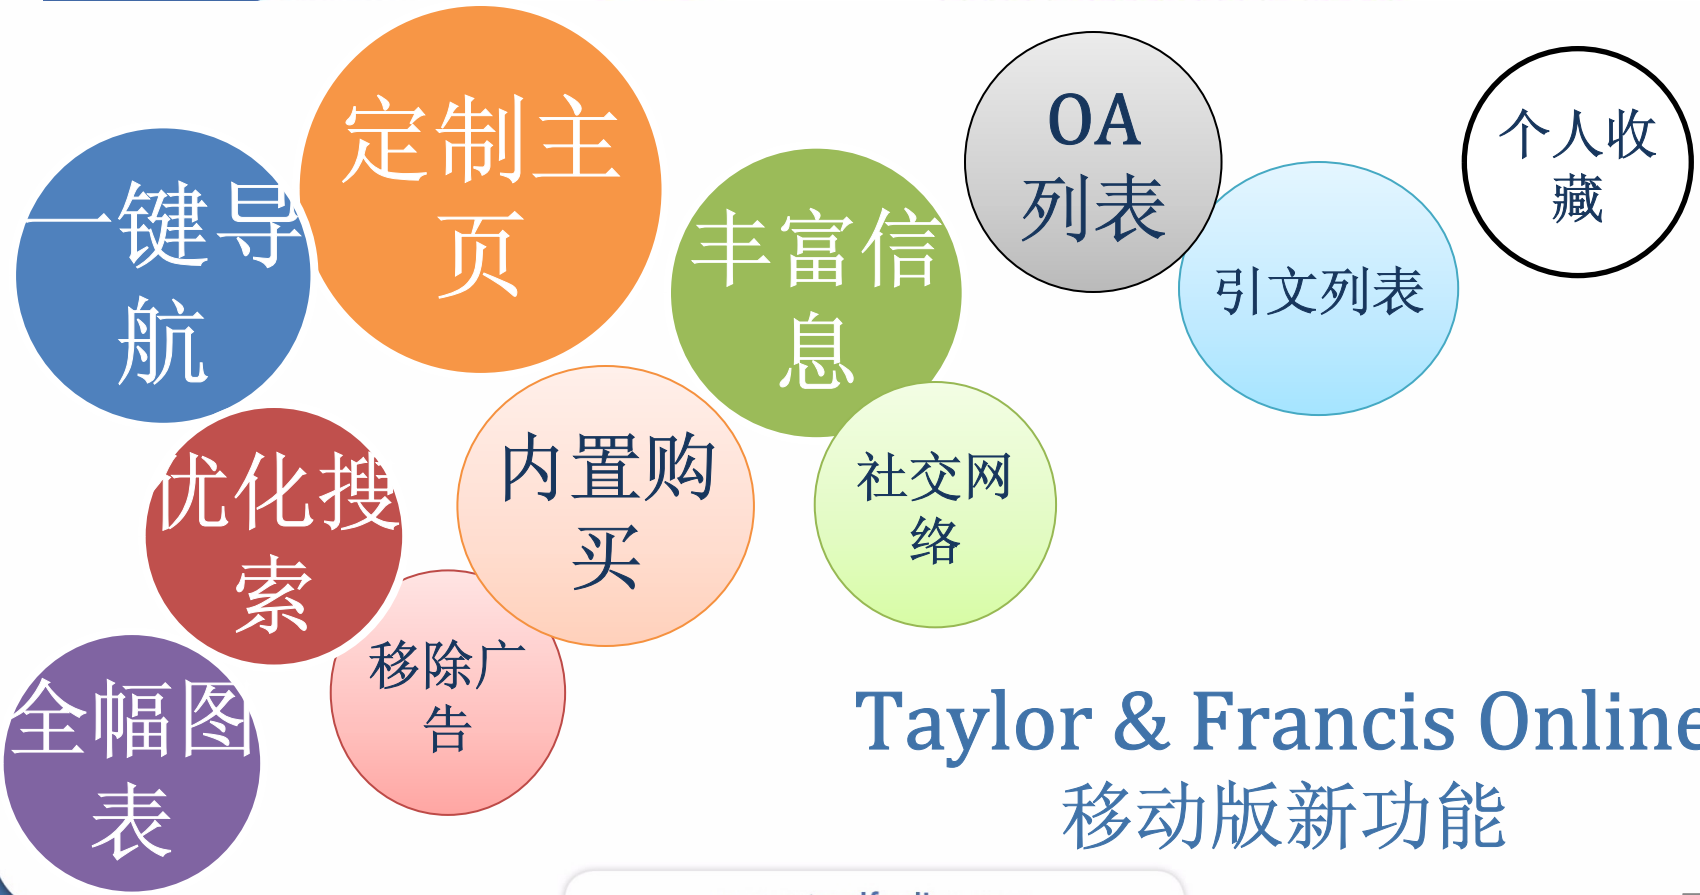 一键导
航
定制主
页
丰富信
息
OA
列表
引文列表
个人收
藏
优化搜
索
内置购
买
社交网
络
移除广
告
全幅图
表
Taylor & Francis Online
移动版新功能